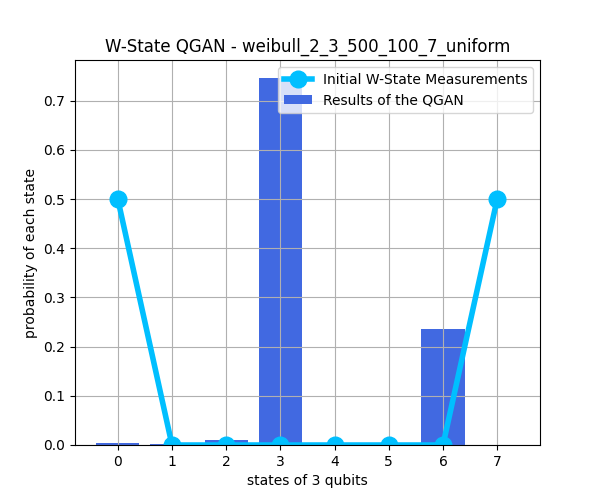 W-State QGAN - weibull_2_3_500_100_7_uniform
Initial W-State Measurements
Results of the QGAN
probability of each state
0.7
0.6
0.5
0.4
0.3
0.2
0.1
0.0
0 1 2 3 4 5 6 7
states of 3 qubits